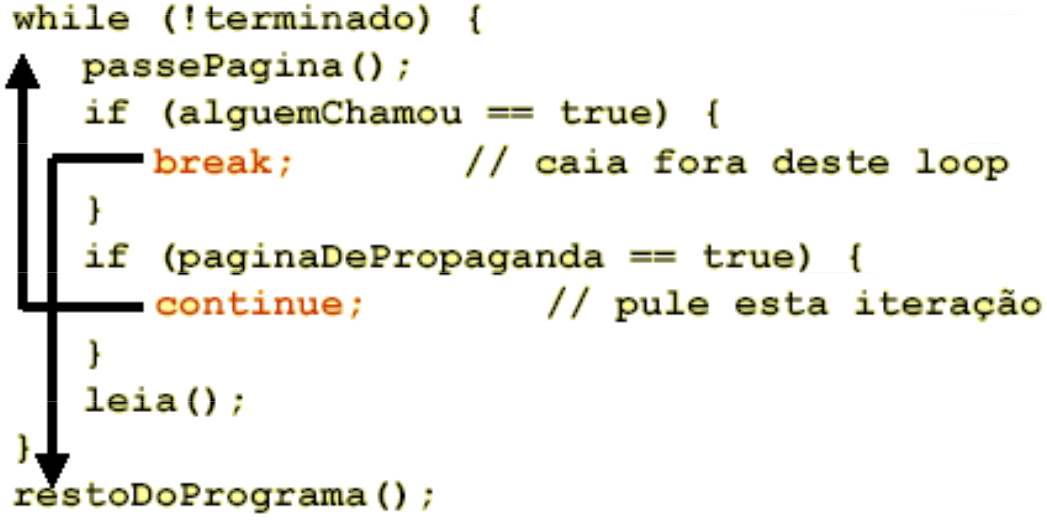 while (!terminado) {
passePagina();
if (alguemChamou == true) {
break; // caia fora deste loop
}
if (paginaDePropaganda == true) {
continue; // pule esta iteração
}
leia();
}
restoDoPrograma();